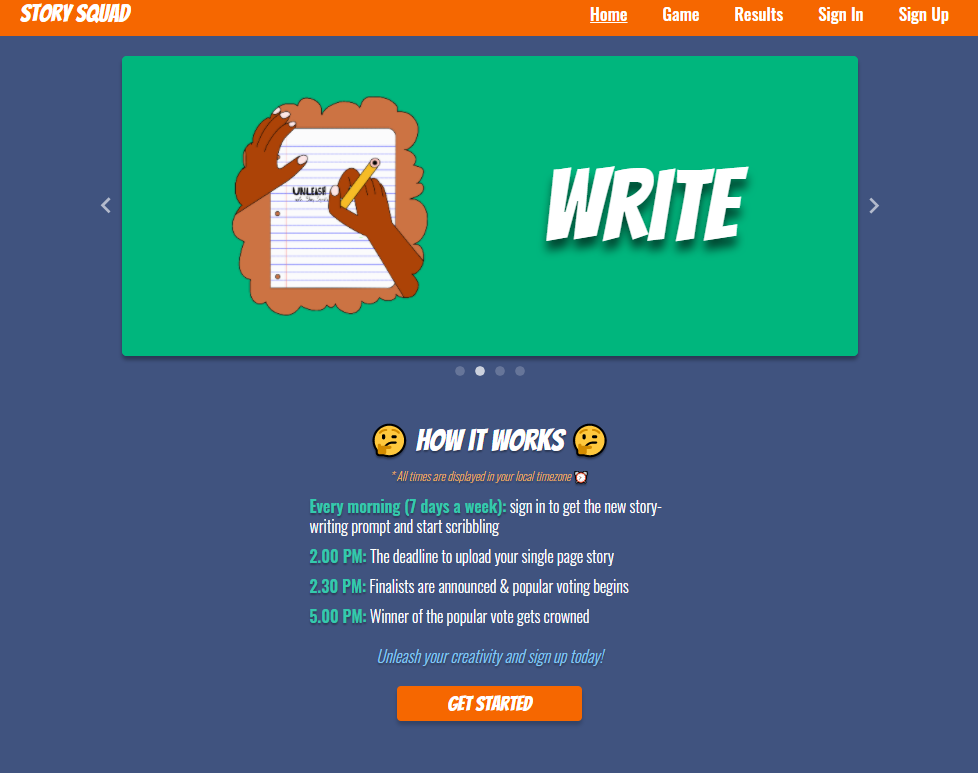 STORY SQUAD
Home Game Results Sign In Sign Up
UNLEASH
WRITE
HOW IT WORKS
* All times are displayed in your local timezone
Every morning (7 days a week): sign in to get the new story-
writing prompt and start scribbling
2.00 PM: The deadline to upload your single page story
2.30 PM: Finalists are announced & popular voting begins
5.00 PM: Winner of the popular vote gets crowned
Unleash your creativity and sign up today!
GET STARTED